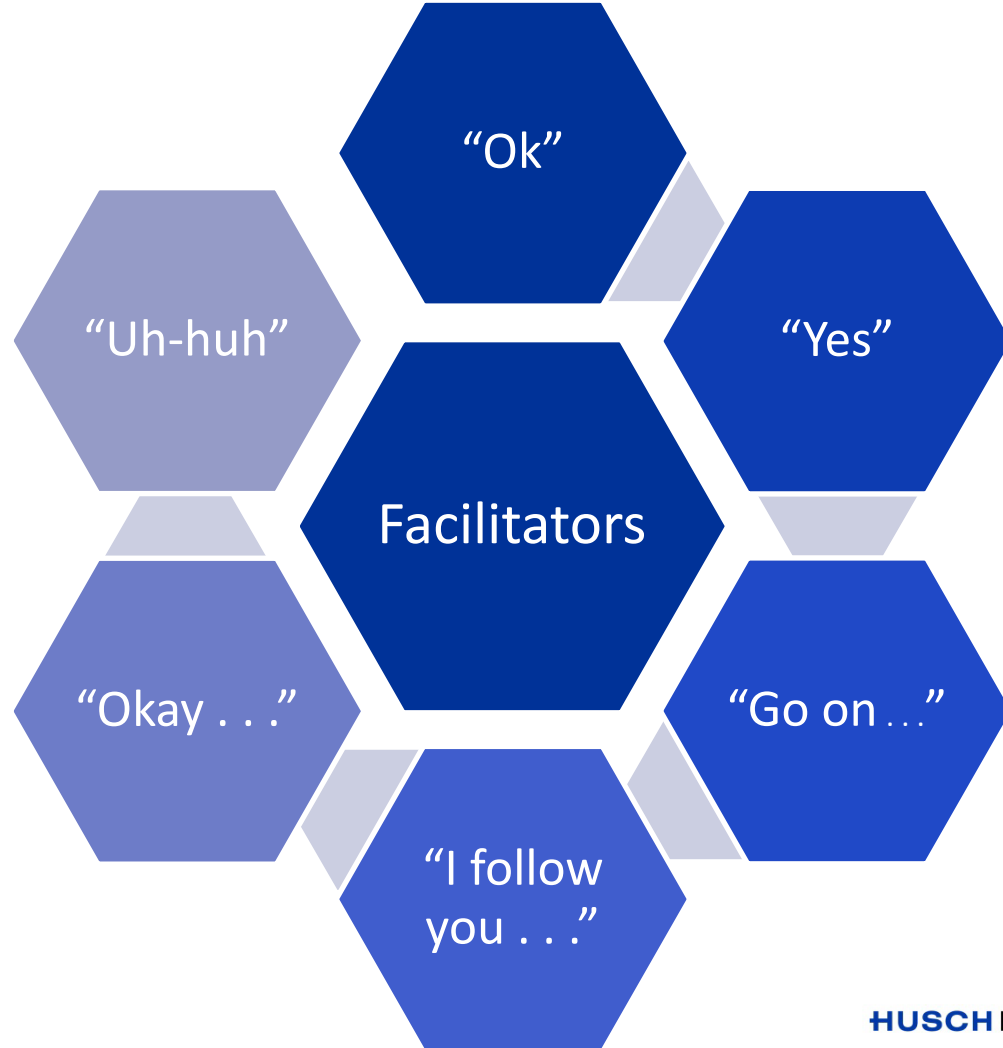 “Ok”
“Uh-huh”
“Yes”
Facilitators
“Okay . . .”
“Go on . . .”
“I follow
you . . .”
HUSCH